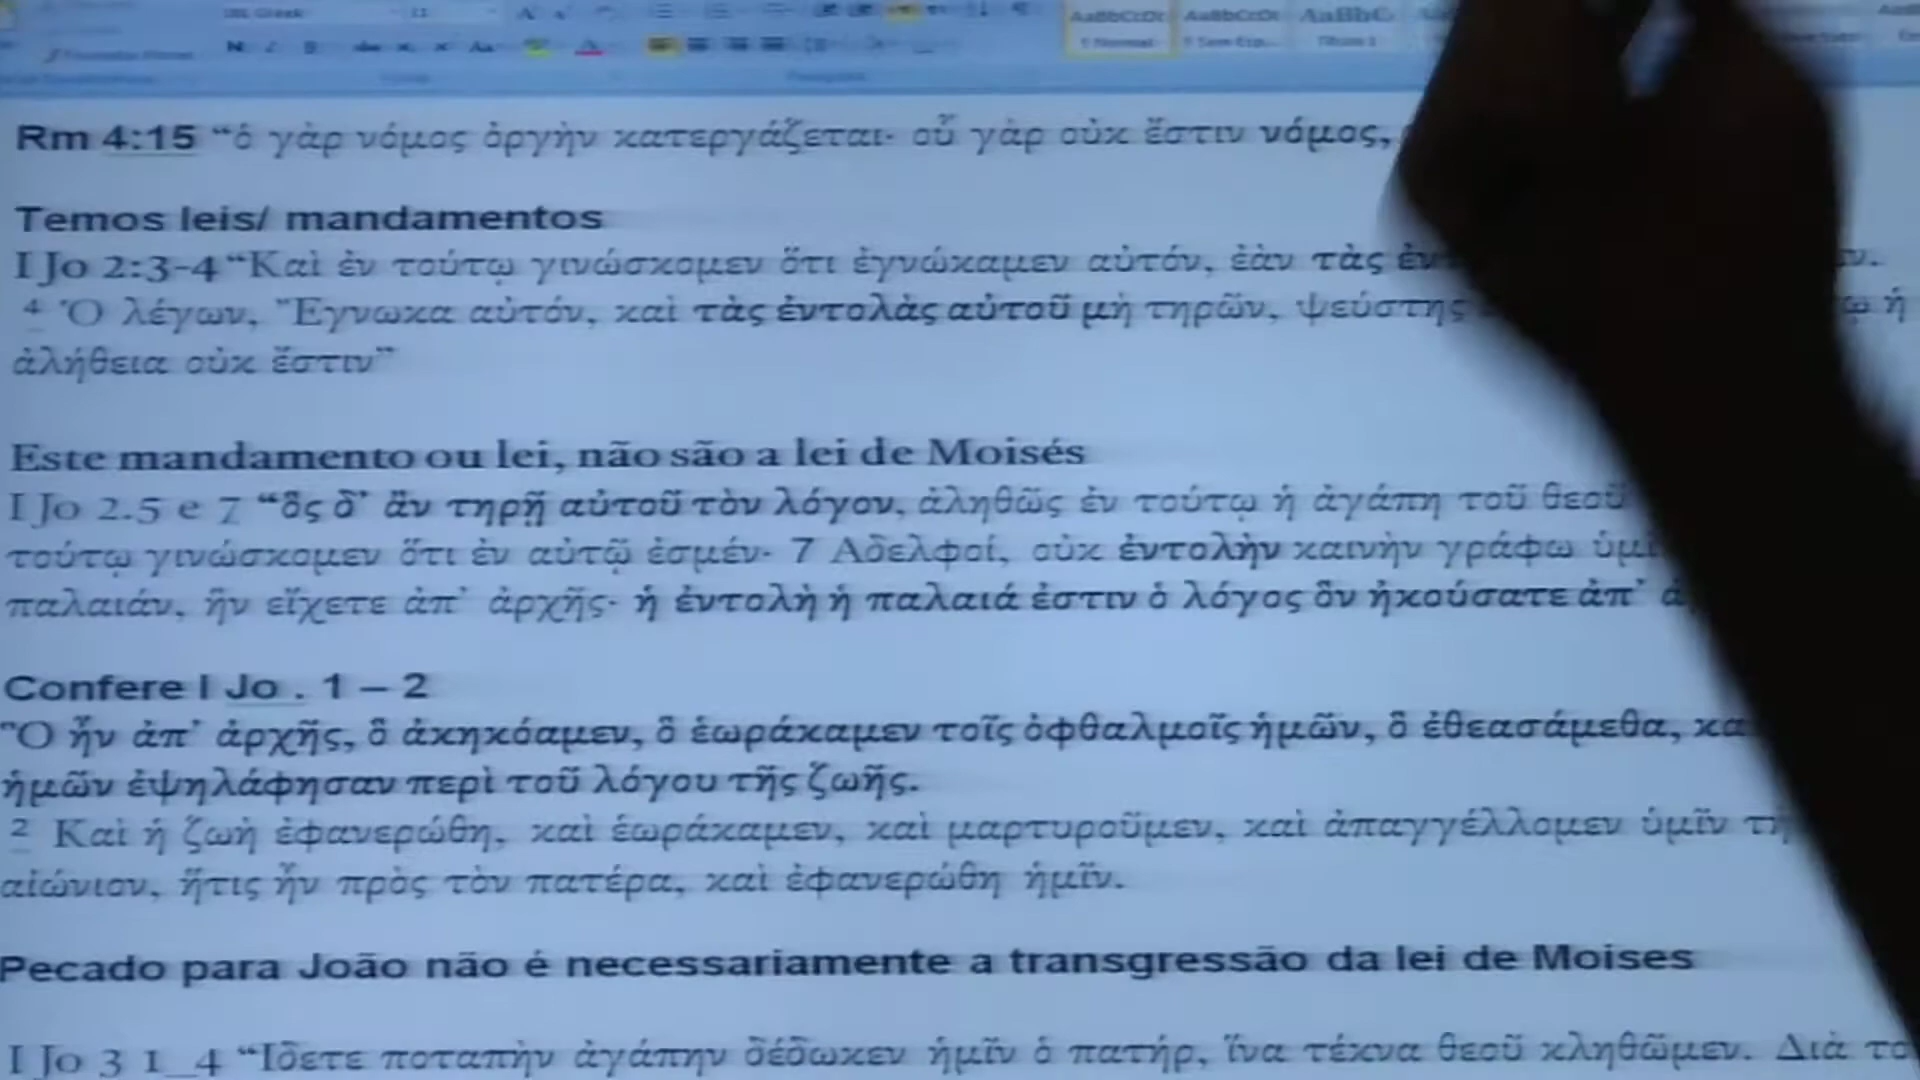 AaBbCcDc AaBbCcDc AaBbC
¶ Normal ¶ Sem Esp... Título 1
Rm 4:15 “ὁ γὰρ νόμος ὀργὴν κατεργάζεται· οὗ γὰρ οὐκ ἔστιν νόμος,
Temos leis/ mandamentos
I Jo 2:3-4“Καὶ ἐν τούτῳ γινώσκομεν ὅτι ἐγνώκαμεν αὐτόν, ἐὰν τὰς
4 Ὁ λέγων, Ἔγνωκα αὐτόν, καὶ τὰς ἐντολὰς αὐτοῦ μὴ τηρῶν, ψεύστης ἡ
ἀλήθεια οὐκ ἔστιν”
Este mandamento ou lei, não são a lei de Moisés
I Jo 2.5 e 7 “ὃς δ᾽ ἂν τηρῇ αὐτοῦ τὸν λόγον, ἀληθῶς ἐν τούτῳ ἡ ἀγάπη τοῦ θεοῦ
τούτῳ γινώσκομεν ὅτι ἐν αὐτῷ ἐσμέν· 7 Ἀδελφοί, οὐκ ἐντολὴν καινὴν γράφω
παλαιάν, ἣν εἴχετε ἀπ᾽ ἀρχῆς· ἡ ἐντολὴ ἡ παλαιά ἐστιν ὁ λόγος ὃν ἠκούσατε ἀπ᾽
Confere I Jo . 1 – 2
Ὃ ἦν ἀπ᾽ ἀρχῆς, ὃ ἀκηκόαμεν, ὃ ἑωράκαμεν τοῖς ὀφθαλμοῖς ἡμῶν, ὃ ἐθεασάμεθα,
ἡμῶν ἐψηλάφησαν περὶ τοῦ λόγου τῆς ζωῆς.
2 Καὶ ἡ ζωὴ ἐφανερώθη, καὶ ἑωράκαμεν, καὶ μαρτυροῦμεν, καὶ ἀπαγγέλλομεν ὑμῖν
αἰώνιον, ἥτις ἦν πρὸς τὸν πατέρα, καὶ ἐφανερώθη ἡμῖν.
Pecado para João não é necessariamente a transgressão da lei de Moises
I Jo 3 1_4 “Ἴδετε ποταπὴν ἀγάπην δέδωκεν ἡμῖν ὁ πατήρ, ἵνα τέκνα θεοῦ κληθῶμεν. Διὰ